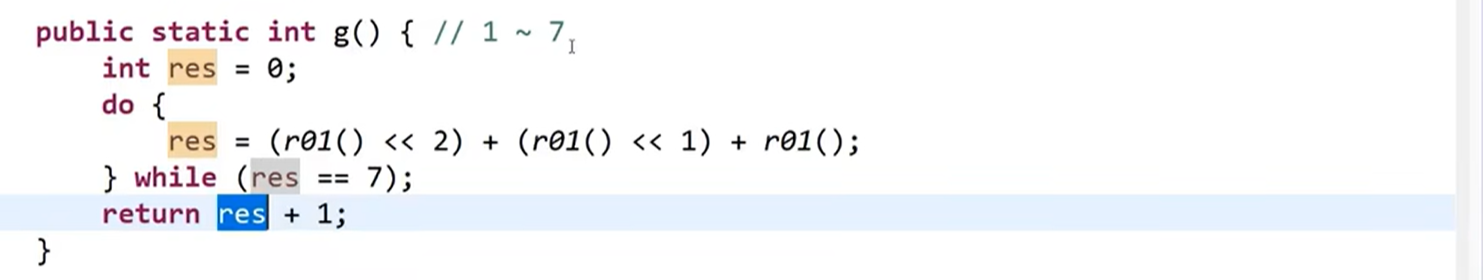 public static int g() { // 1 ~ 7
int res = 0;
do {
res = (r01() << 2) + (r01() << 1) + r01();
} while (res == 7);
return res + 1;
}